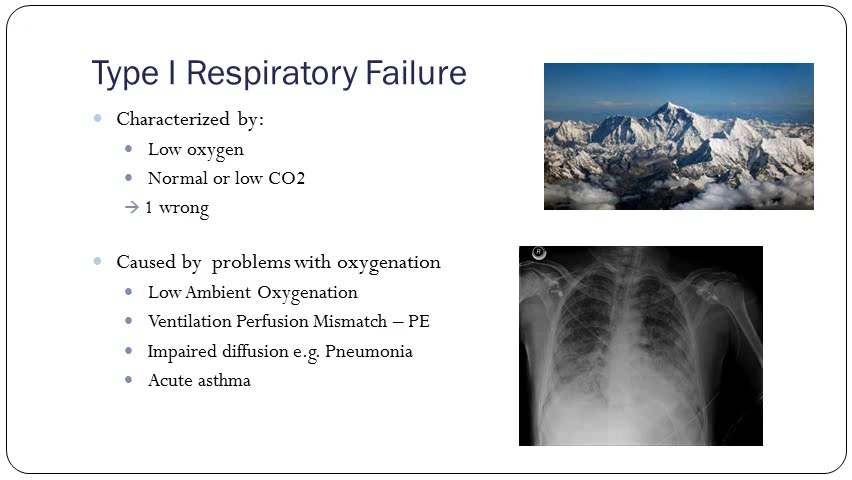 Type I Respiratory Failure
Characterized by:
Low oxygen
Normal or low CO2
→ 1 wrong
Caused by problems with oxygenation
Low Ambient Oxygenation
Ventilation Perfusion Mismatch – PE
Impaired diffusion e.g. Pneumonia
Acute asthma
R